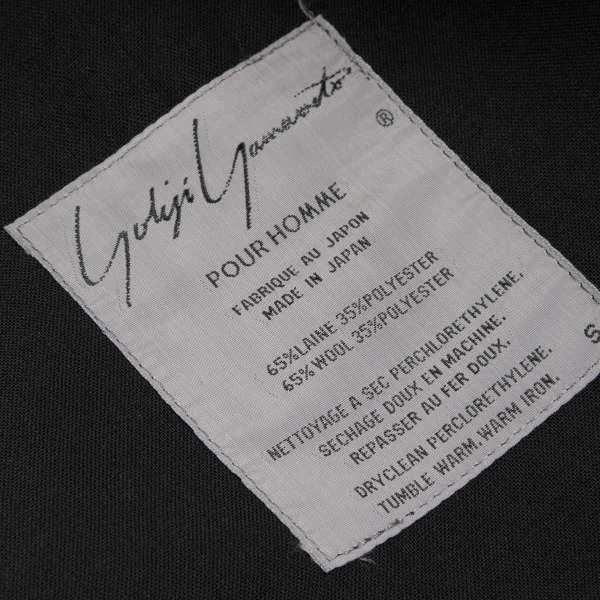 Yohji Yamamoto ®
POUR HOMME
FABRIQUE AU JAPON
MADE IN JAPAN
65%LAINE 35%POLYESTER
65%WOOL 35%POLYESTER
S
NETTOYAGE A SEC PERCHLORETHYLENE.
SECHAGE DOUX EN MACHINE.
REPASSER AU FER DOUX.
DRYCLEAN PERCLORETHYLENE.
TUMBLE WARM WARM IRON.